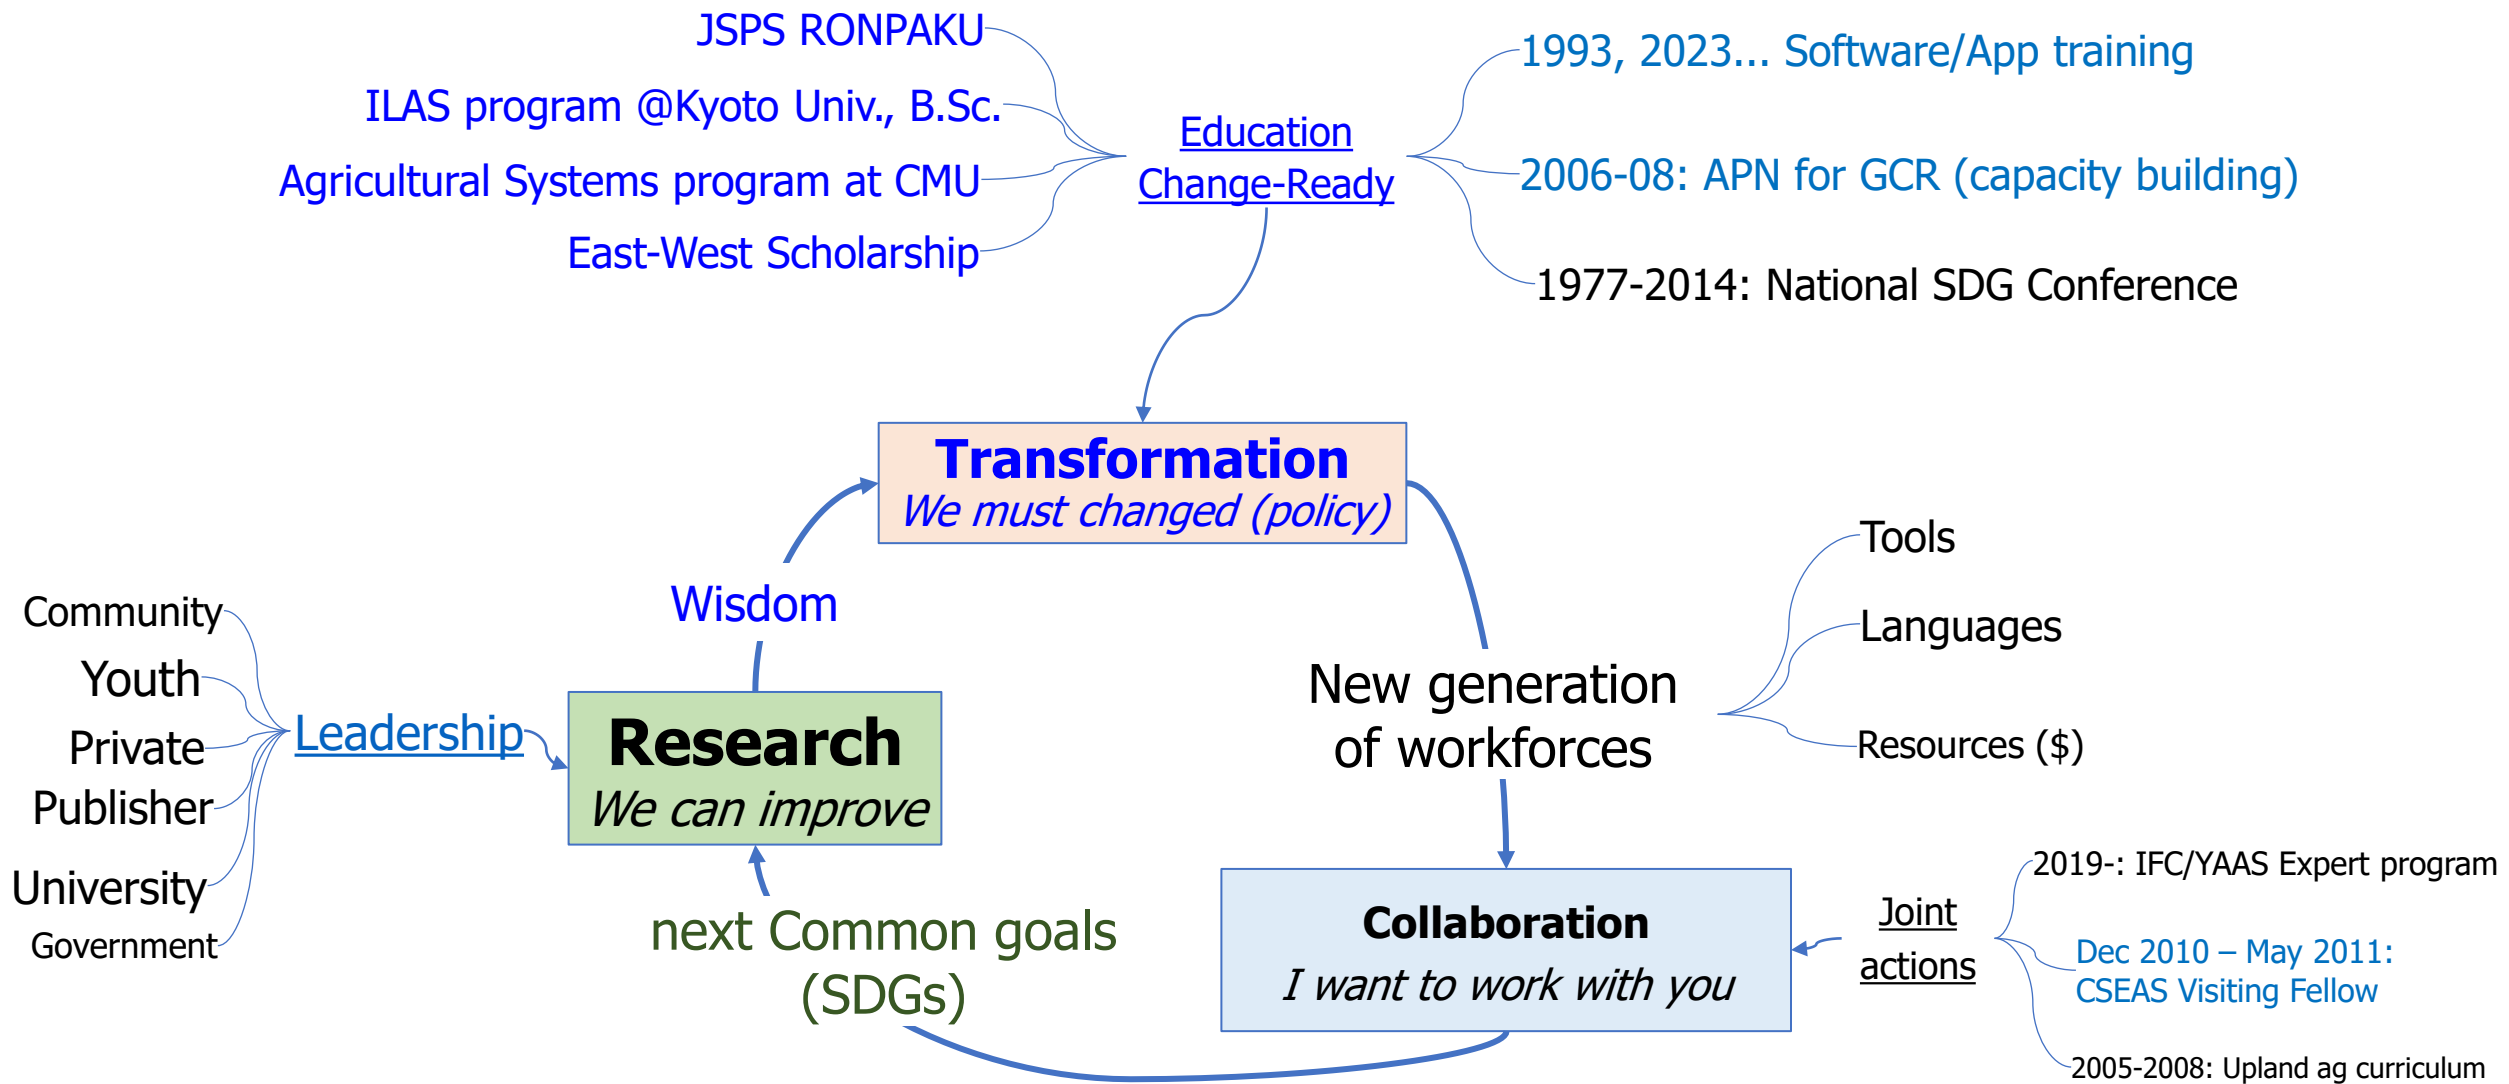 JSPS RONPAKU
ILAS program @Kyoto Univ., B.Sc.
Agricultural Systems program at CMU
East-West Scholarship
Education
Change-Ready
1993, 2023... Software/App training
2006-08: APN for GCR (capacity building)
1977-2014: National SDG Conference
Transformation
We must changed (policy)
Wisdom
Community
Youth
Private
Publisher
University
Government
Leadership
Research
We can improve
next Common goals
(SDGs)
New generation
of workforces
Tools
Languages
Resources ($)
Collaboration
I want to work with you
Joint
actions
2019-: IFC/YAAS Expert program
Dec 2010 – May 2011:
CSEAS Visiting Fellow
2005-2008: Upland ag curriculum